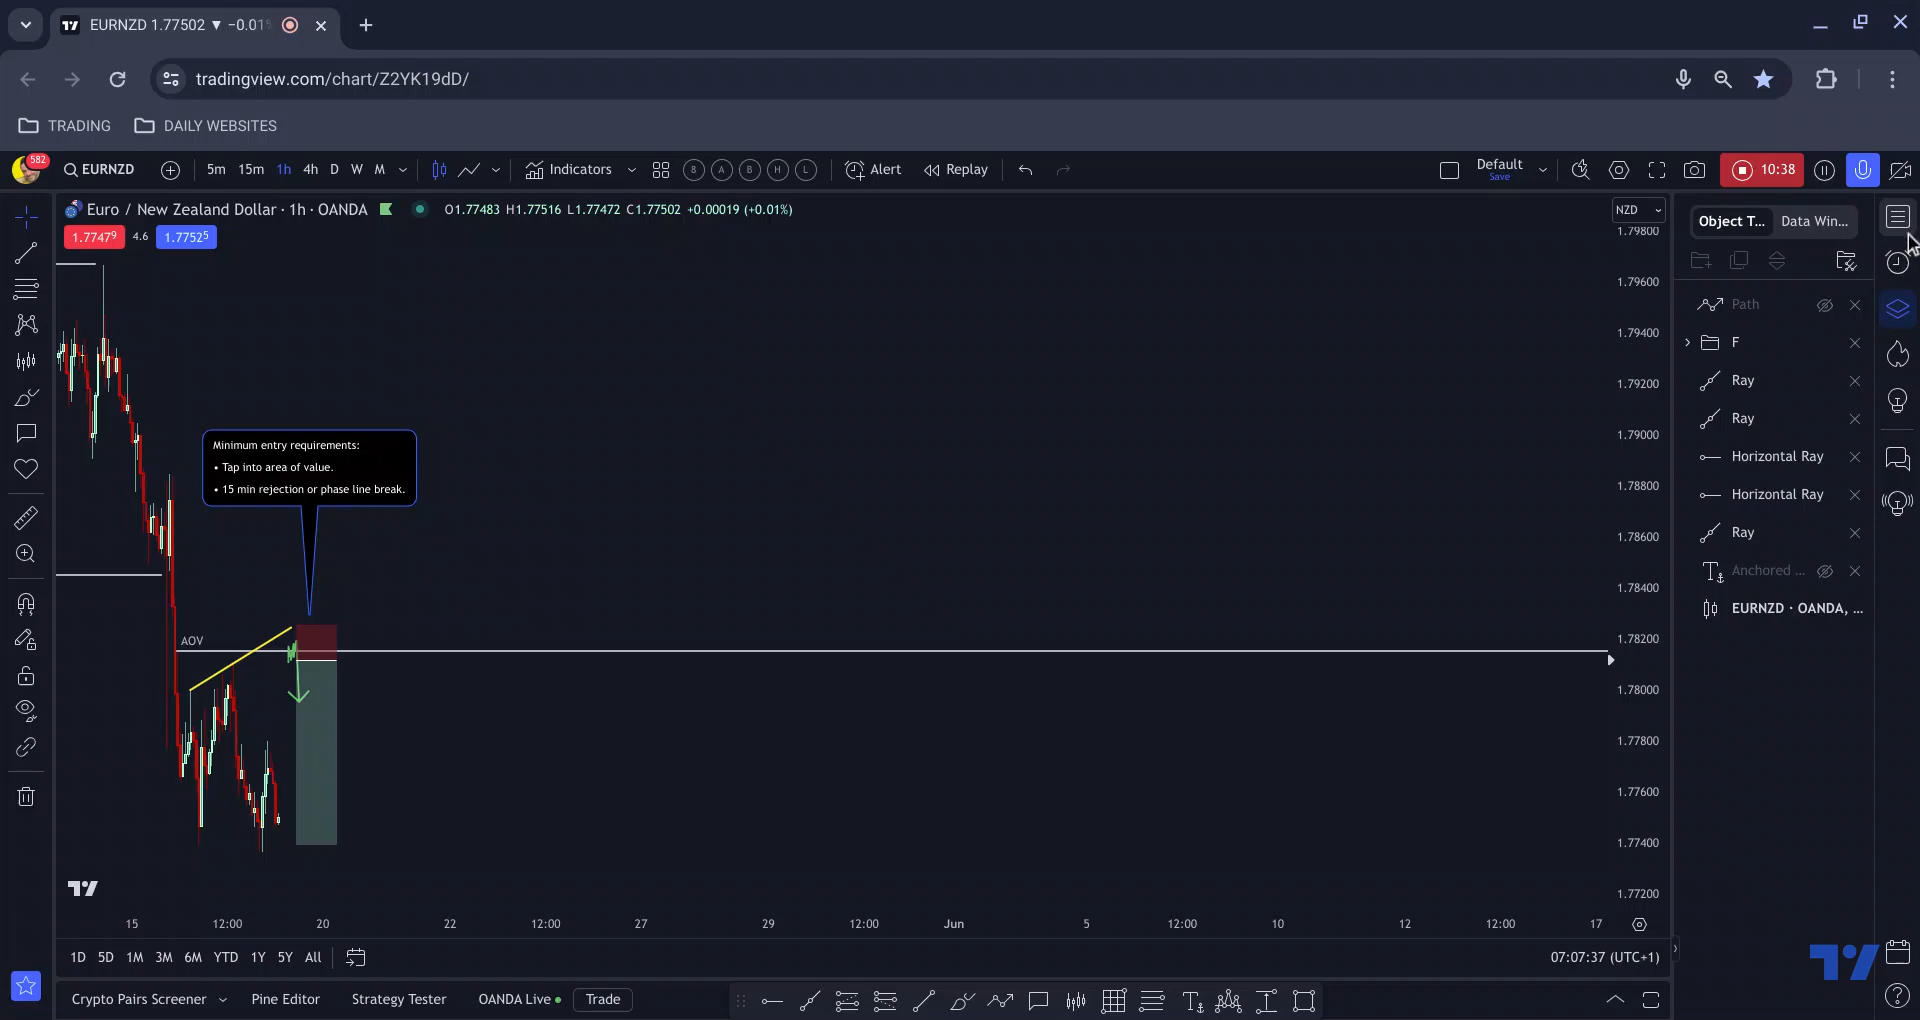 EURNZD 1.77502 ▼ −0.01%
tradingview.com/chart/Z2YK19dD/
TRADING DAILY WEBSITES
582 EURNZD 5m 15m 1h 4h D W M Indicators 8 A B H L Alert Replay Default Save 10:38
Euro / New Zealand Dollar · 1h · OANDA O1.77483 H1.77516 L1.77472 C1.77502 +0.00019 (+0.01%)
NZD
Object T... Data Win...
1.77479 4.6 1.77525
1.79800
1.79600
1.79400
1.79200
1.79000
1.78800
1.78600
1.78400
1.78200
1.78000
1.77800
1.77600
1.77400
1.77200
Minimum entry requirements:
• Tap into area of value.
• 15 min rejection or phase line break.
AOV
Path
F
Ray
Ray
Horizontal Ray
Horizontal Ray
Ray
Anchored ...
EURNZD · OANDA, ...
15 12:00 20 22 12:00 27 29 12:00 Jun 5 12:00 10 12 12:00 17
1D 5D 1M 3M 6M YTD 1Y 5Y All 07:07:37 (UTC+1)
Crypto Pairs Screener Pine Editor Strategy Tester OANDA Live Trade